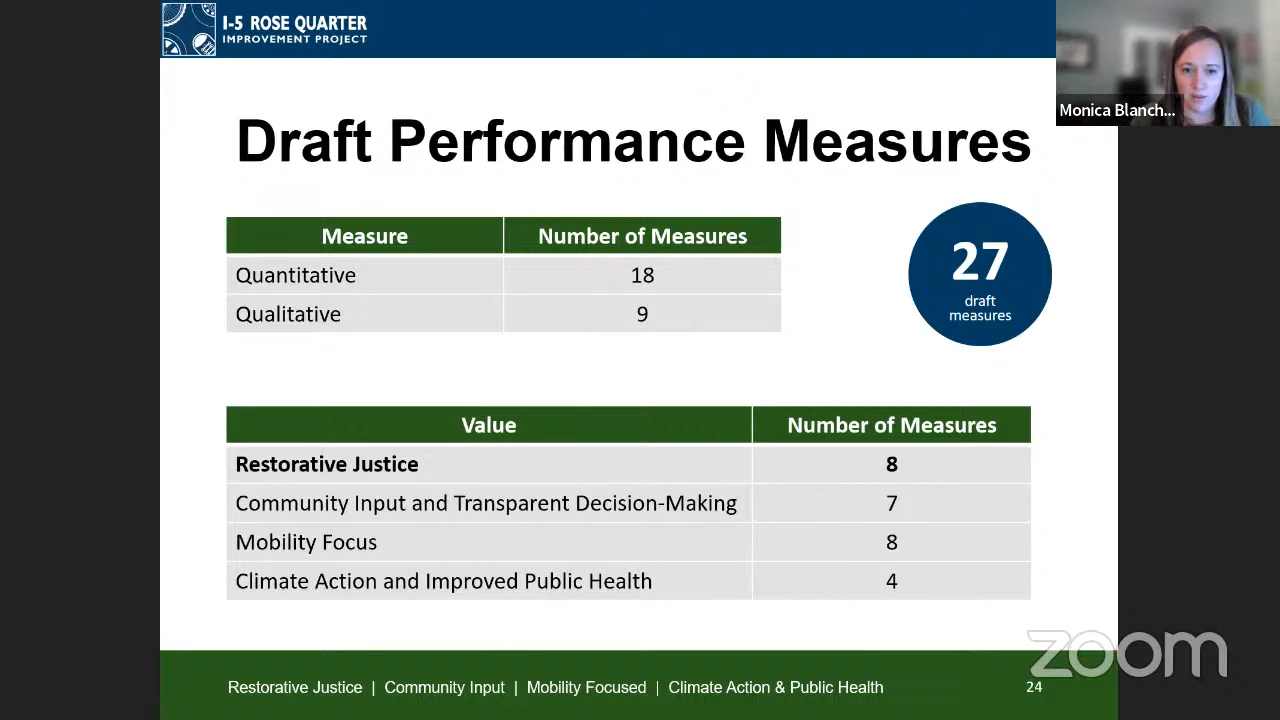 I-5 ROSE QUARTER
IMPROVEMENT PROJECT
Monica Blanch...
Draft Performance Measures
Measure Number of Measures
Quantitative 18
Qualitative 9
27
draft
measures
Value Number of Measures
Restorative Justice 8
Community Input and Transparent Decision-Making 7
Mobility Focus 8
Climate Action and Improved Public Health 4
zoom
Restorative Justice | Community Input | Mobility Focused | Climate Action & Public Health 24